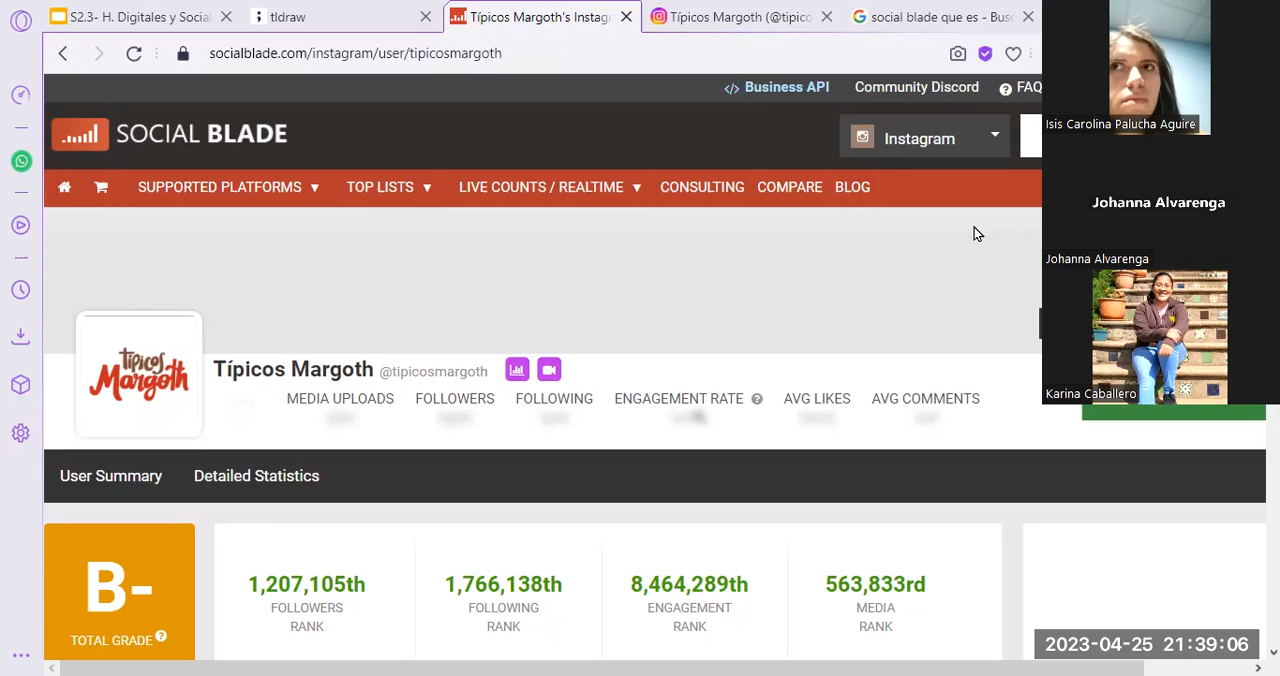 S2.3- H. Digitales y Social
tldraw
Típicos Margoth's Instag
Típicos Margoth (@tipico
social blade que es - Bus
socialblade.com/instagram/user/tipicosmargoth
</> Business API
Community Discord
? FAQ
SOCIAL BLADE
Instagram
SUPPORTED PLATFORMS ▼
TOP LISTS ▼
LIVE COUNTS / REALTIME ▼
CONSULTING
COMPARE
BLOG
Isis Carolina Palucha Aguire
Johanna Alvarenga
Johanna Alvarenga
Karina Caballero
típicos
Margoth
Típicos Margoth @tipicosmargoth
MEDIA UPLOADS
FOLLOWERS
FOLLOWING
ENGAGEMENT RATE ?
AVG LIKES
AVG COMMENTS
User Summary
Detailed Statistics
B-
TOTAL GRADE ?
1,207,105th
FOLLOWERS
RANK
1,766,138th
FOLLOWING
RANK
8,464,289th
ENGAGEMENT
RANK
563,833rd
MEDIA
RANK
2023-04-25 21:39:06